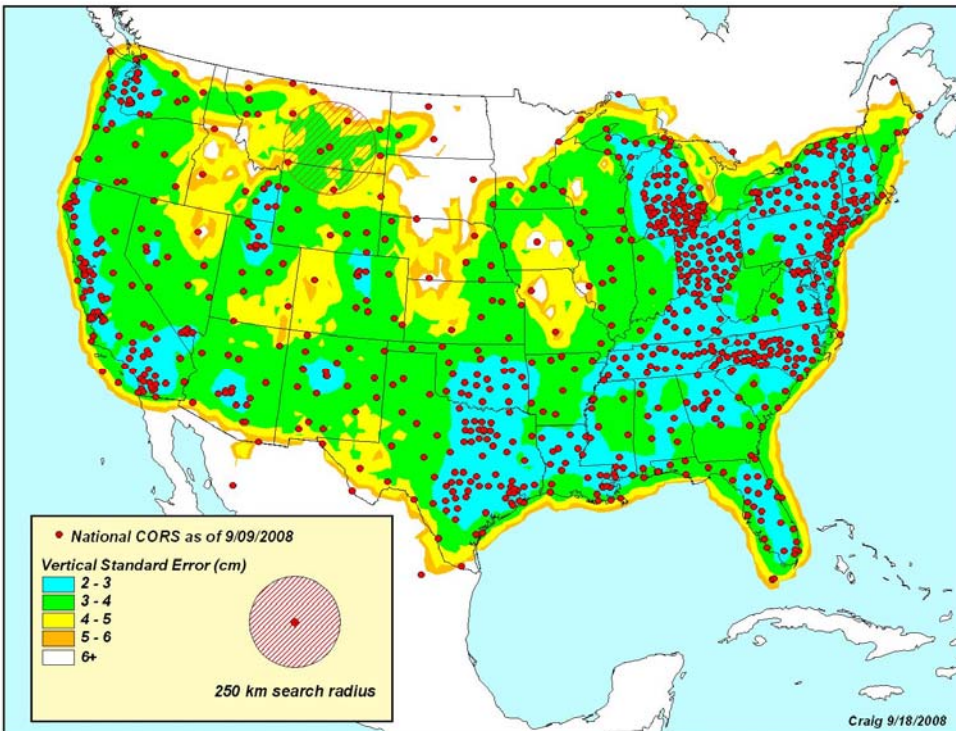 National CORS as of 9/09/2008
Vertical Standard Error (cm)
2 - 3
3 - 4
4 - 5
5 - 6
6+
250 km search radius
Craig 9/18/2008